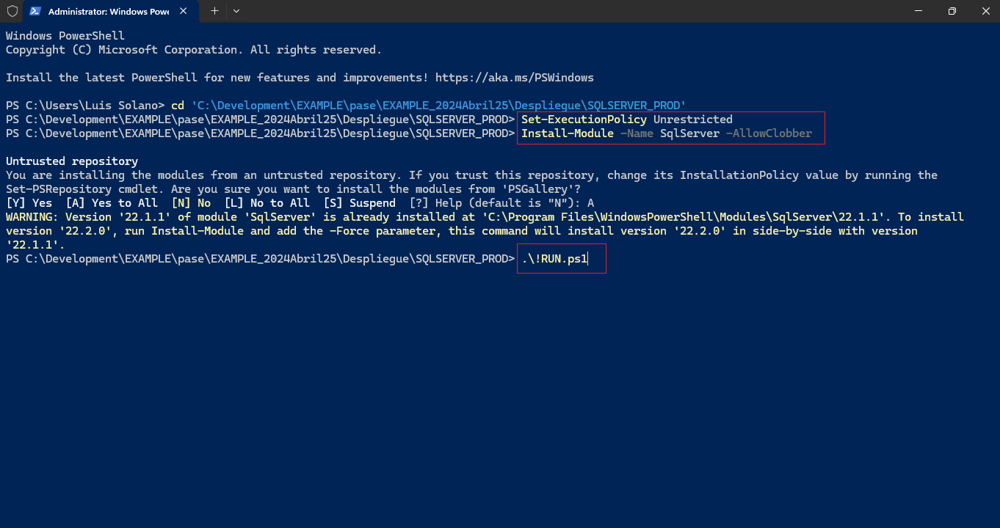 Administrator: Windows Powe
Windows PowerShell
Copyright (C) Microsoft Corporation. All rights reserved.
Install the latest PowerShell for new features and improvements! https://aka.ms/PSWindows
PS C:\Users\Luis Solano> cd 'C:\Development\EXAMPLE\pase\EXAMPLE_2024Abril25\Despliegue\SQLSERVER_PROD'
PS C:\Development\EXAMPLE\pase\EXAMPLE_2024Abril25\Despliegue\SQLSERVER_PROD> Set-ExecutionPolicy Unrestricted
PS C:\Development\EXAMPLE\pase\EXAMPLE_2024Abril25\Despliegue\SQLSERVER_PROD> Install-Module -Name SqlServer -AllowClobber
Untrusted repository
You are installing the modules from an untrusted repository. If you trust this repository, change its InstallationPolicy value by running the
Set-PSRepository cmdlet. Are you sure you want to install the modules from 'PSGallery'?
[Y] Yes  [A] Yes to All  [N] No  [L] No to All  [S] Suspend  [?] Help (default is "N"): A
WARNING: Version '22.1.1' of module 'SqlServer' is already installed at 'C:\Program Files\WindowsPowerShell\Modules\SqlServer\22.1.1'. To install
version '22.2.0', run Install-Module and add the -Force parameter, this command will install version '22.2.0' in side-by-side with version
'22.1.1'.
PS C:\Development\EXAMPLE\pase\EXAMPLE_2024Abril25\Despliegue\SQLSERVER_PROD> .\!RUN.ps1